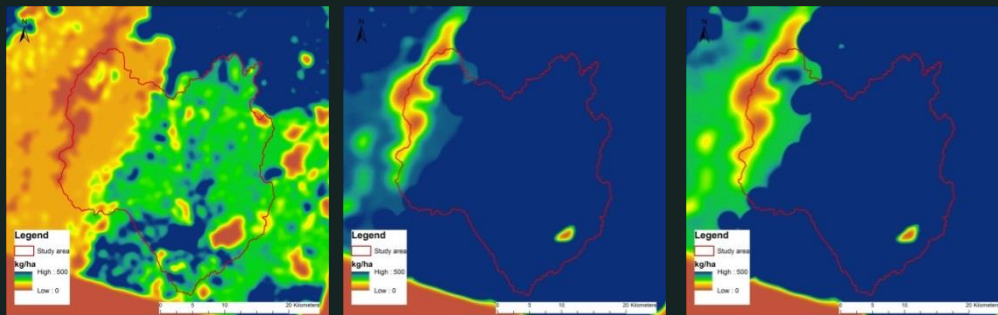 N
Legend
Study area
kg/ha
High : 500
Low : 0
0 5 10 20 Kilometers
N
Legend
Study area
kg/ha
High : 500
Low : 0
0 5 10 20 Kilometers
N
Legend
Study area
kg/ha
High : 500
Low : 0
0 5 10 20 Kilometers